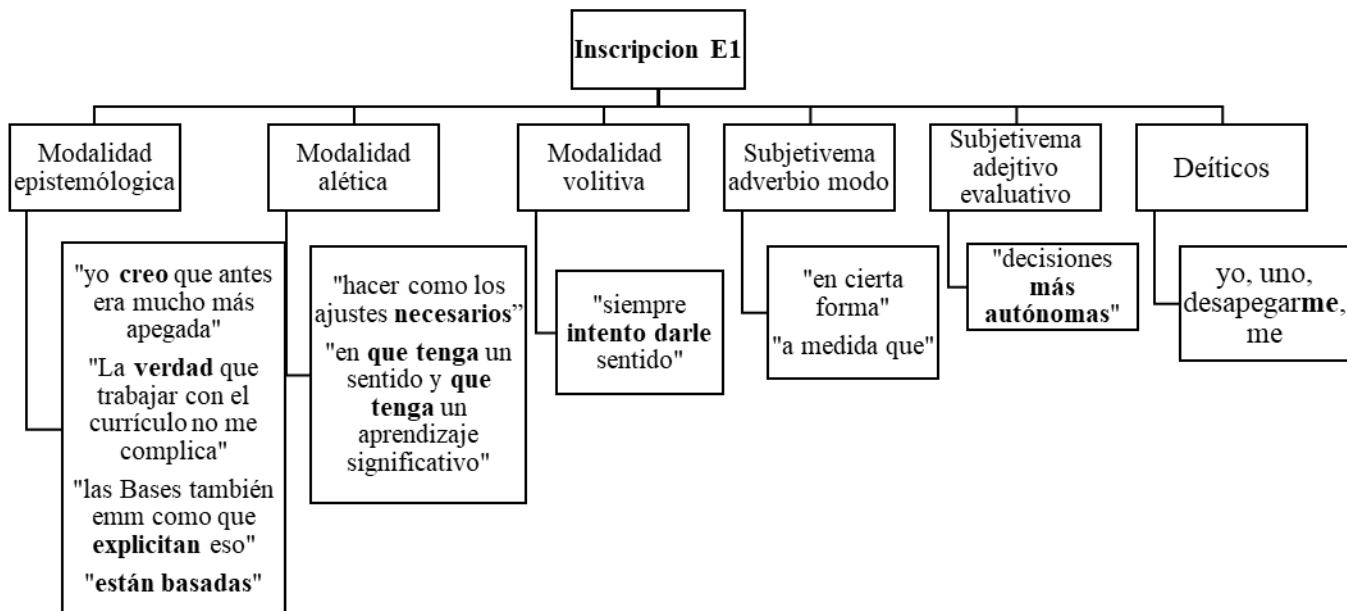 Inscripcion E1
Modalidad
epistemólogica
"yo creo que antes
era mucho más
apegada"
"La verdad que
trabajar con el
currículo no me
complica"
"las Bases también
emm como que
explicitan eso"
"están basadas"
Modalidad
alética
"hacer como los
ajustes necesarios”
"en que tenga un
sentido y que
tenga un
aprendizaje
significativo"
Modalidad
volitiva
"siempre
intento darle
sentido"
Subjetivema
adverbio modo
"en cierta
forma"
"a medida que"
Subjetivema
adejtivo
evaluativo
"decisiones
más
autónomas"
Deíticos
yo, uno,
desapegarme,
me